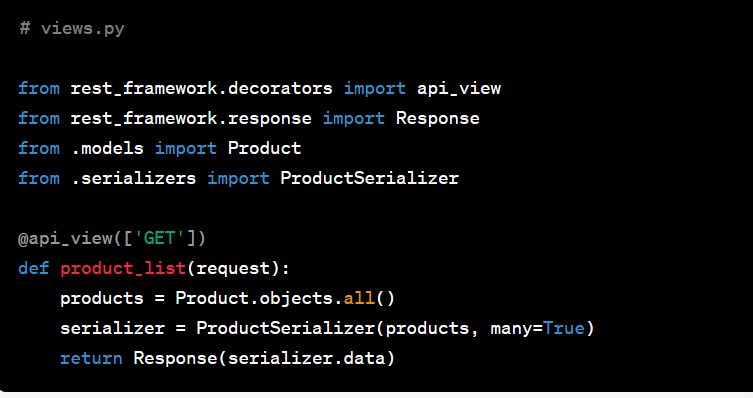 # views.py
from rest_framework.decorators import api_view
from rest_framework.response import Response
from .models import Product
from .serializers import ProductSerializer
@api_view(['GET'])
def product_list(request):
    products = Product.objects.all()
    serializer = ProductSerializer(products, many=True)
    return Response(serializer.data)